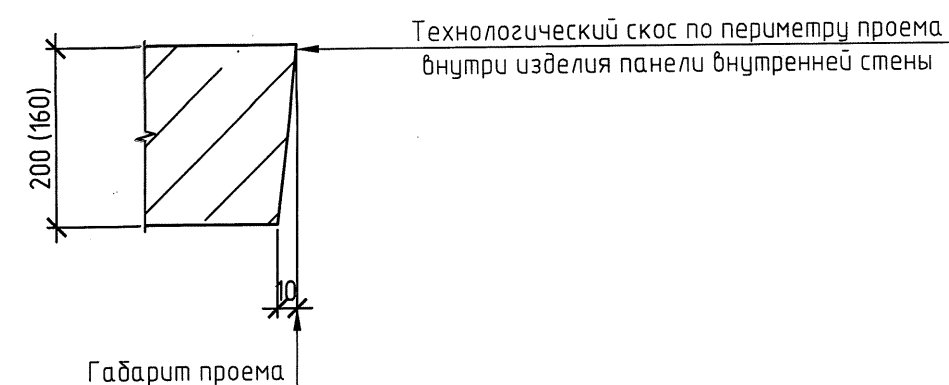 Технологический скос по периметру проема
внутри изделия панели внутренней стены
200 (160)
10
Габарит проема